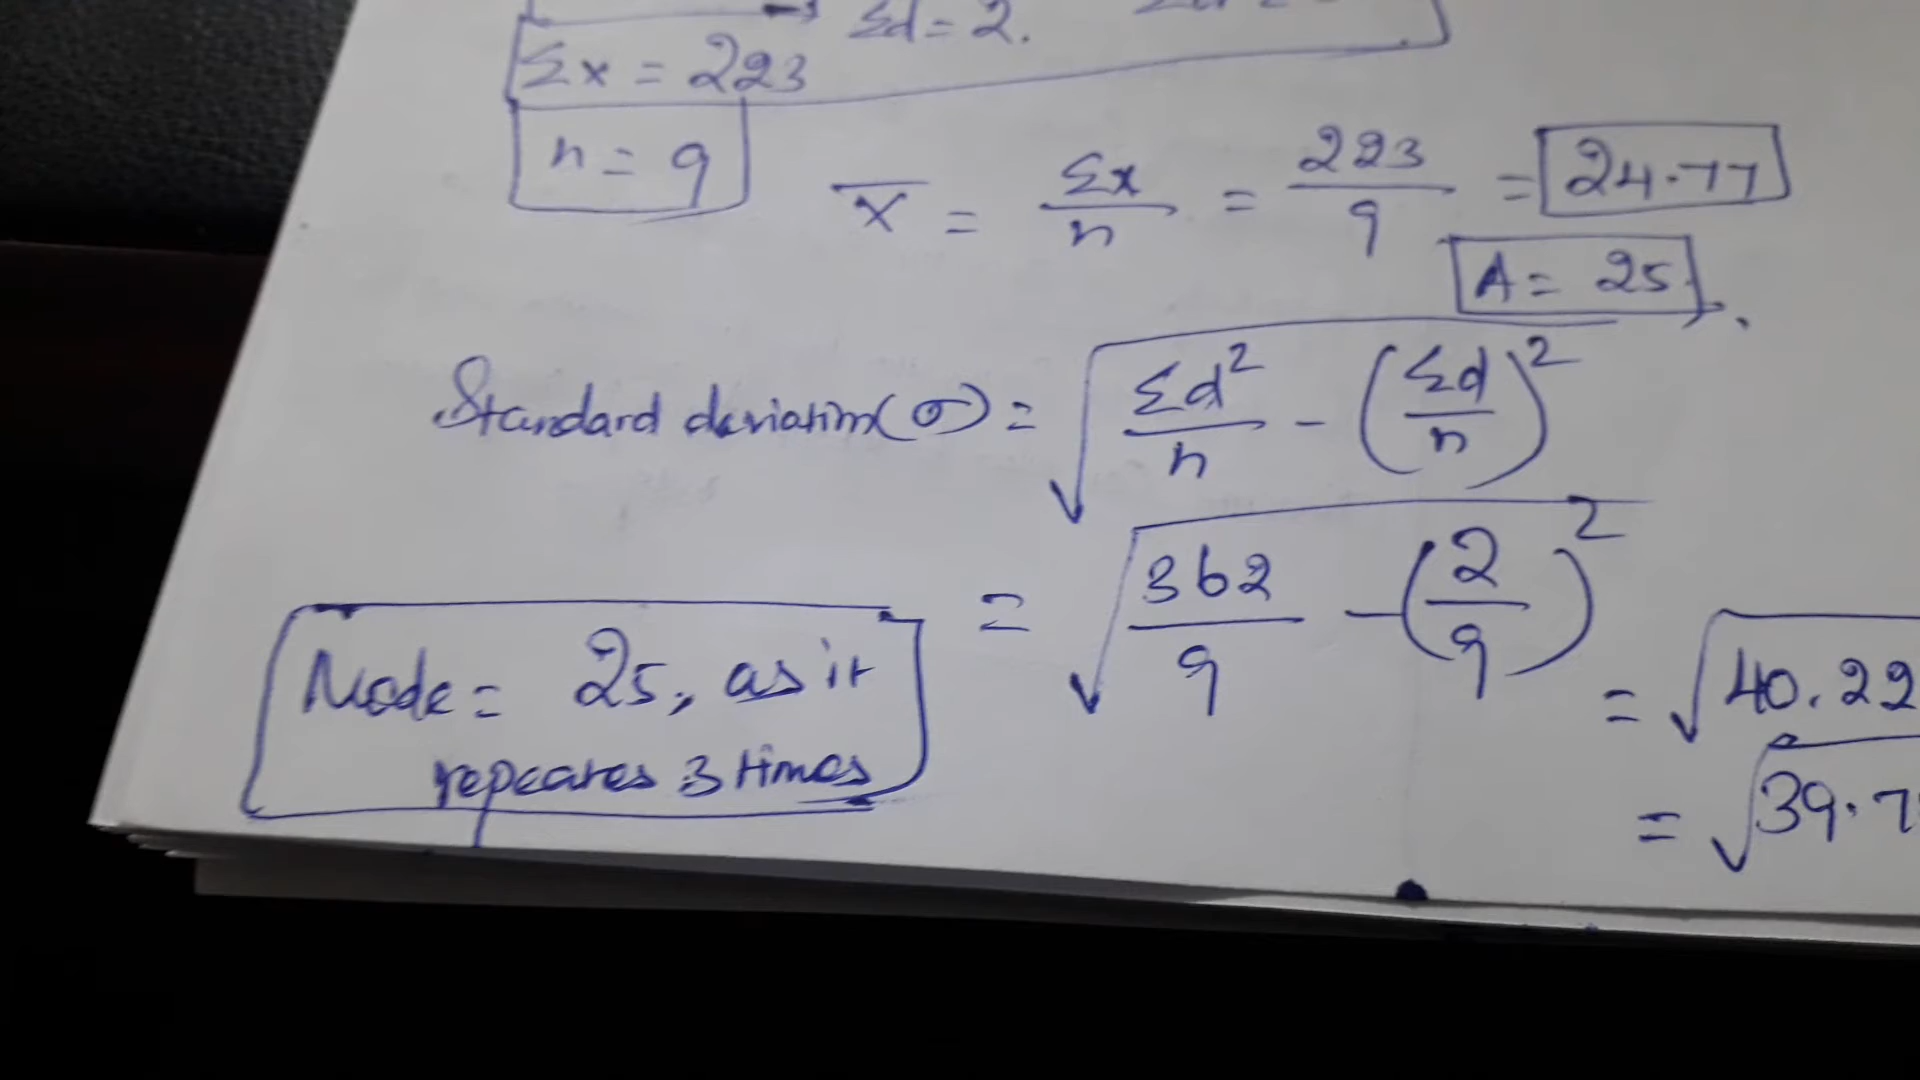 Σd = 2.
Σx = 223
n = 9
x̄ = Σx/n = 223/9 = 24.77
A = 25.
Standard deviation(σ) = √(Σd²/n - (Σd/n)²)
= √(362/9 - (2/9)²)
= √40.22
= √39.7
Mode = 25, as it
repeates 3 times